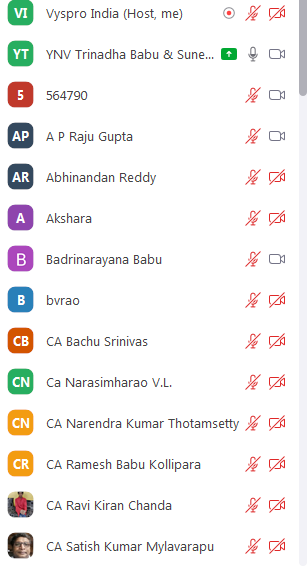 VI Vyspro India (Host, me)
YT YNV Trinadha Babu & Sune...
5 564790
AP A P Raju Gupta
AR Abhinandan Reddy
A Akshara
B Badrinarayana Babu
B bvrao
CB CA Bachu Srinivas
CN Ca Narasimharao V.L.
CN CA Narendra Kumar Thotamsetty
CR CA Ramesh Babu Kollipara
CA Ravi Kiran Chanda
CA Satish Kumar Mylavarapu